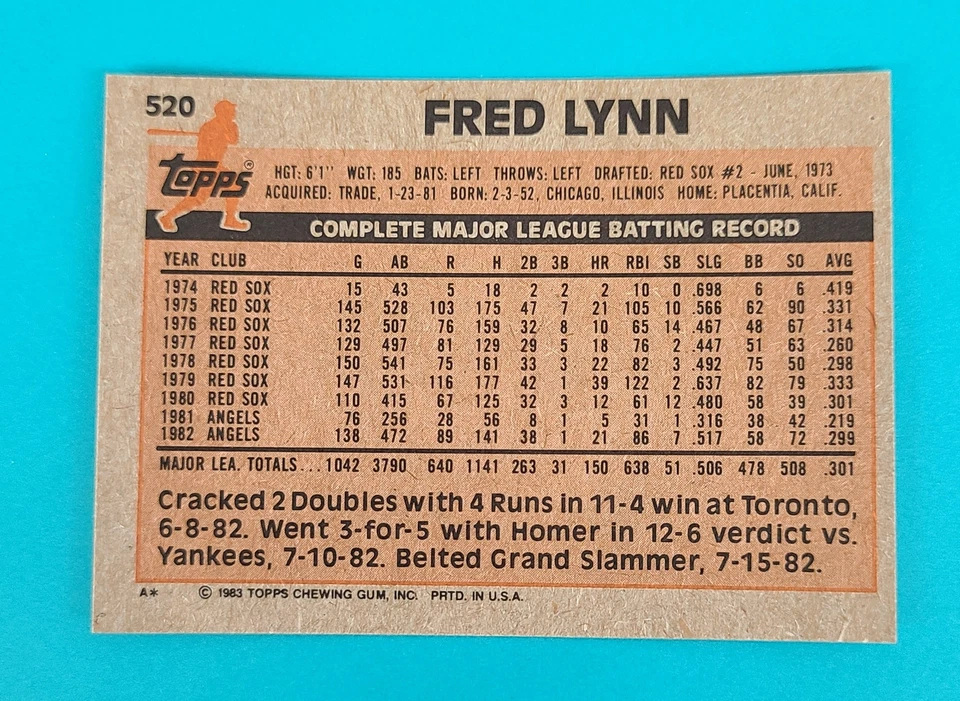 520
FRED LYNN
Topps®
HGT: 6'1" WGT: 185 BATS: LEFT THROWS: LEFT DRAFTED: RED SOX #2 - JUNE, 1973
ACQUIRED: TRADE, 1-23-81 BORN: 2-3-52, CHICAGO, ILLINOIS HOME: PLACENTIA, CALIF.
COMPLETE MAJOR LEAGUE BATTING RECORD
YEAR CLUB G AB R H 2B 3B HR RBI SB SLG BB SO AVG
1974 RED SOX 15 43 5 18 2 2 2 10 0 .698 6 6 .419
1975 RED SOX 145 528 103 175 47 7 21 105 10 .566 62 90 .331
1976 RED SOX 132 507 76 159 32 8 10 65 14 .467 48 67 .314
1977 RED SOX 129 497 81 129 29 5 18 76 2 .447 51 63 .260
1978 RED SOX 150 541 75 161 33 3 22 82 3 .492 75 50 .298
1979 RED SOX 147 531 116 177 42 1 39 122 2 .637 82 79 .333
1980 RED SOX 110 415 67 125 32 3 12 61 12 .480 58 39 .301
1981 ANGELS 76 256 28 56 8 1 5 31 1 .316 38 42 .219
1982 ANGELS 138 472 89 141 38 1 21 86 7 .517 58 72 .299
MAJOR LEA. TOTALS... 1042 3790 640 1141 263 31 150 638 51 .506 478 508 .301
Cracked 2 Doubles with 4 Runs in 11-4 win at Toronto,
6-8-82. Went 3-for-5 with Homer in 12-6 verdict vs.
Yankees, 7-10-82. Belted Grand Slammer, 7-15-82.
A* © 1983 TOPPS CHEWING GUM, INC. PRTD. IN U.S.A.